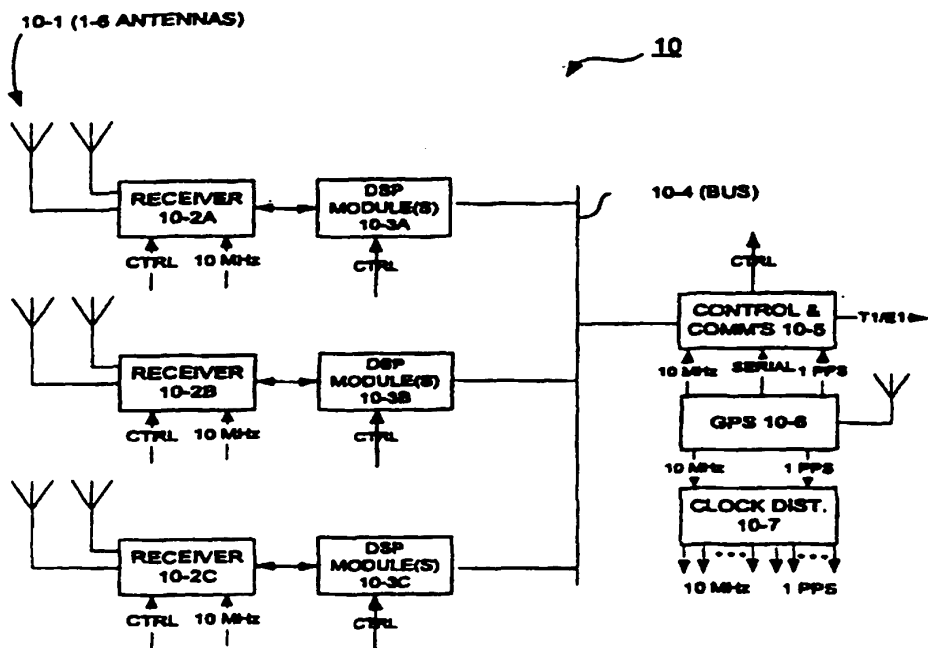 10-1 (1-6 ANTENNAS)
10
RECEIVER
10-2A
DSP
MODULE(S)
10-3A
10-4 (BUS)
CTRL
10 MHz
CTRL
CTRL
CONTROL &
COMM'S 10-5
T1/E1
RECEIVER
10-2B
DSP
MODULE(S)
10-3B
10 MHz
SERIAL
1 PPS
GPS 10-6
CTRL
10 MHz
CTRL
10 MHz
1 PPS
CLOCK DIST.
10-7
RECEIVER
10-2C
DSP
MODULE(S)
10-3C
10 MHz
1 PPS
CTRL
10 MHz
CTRL